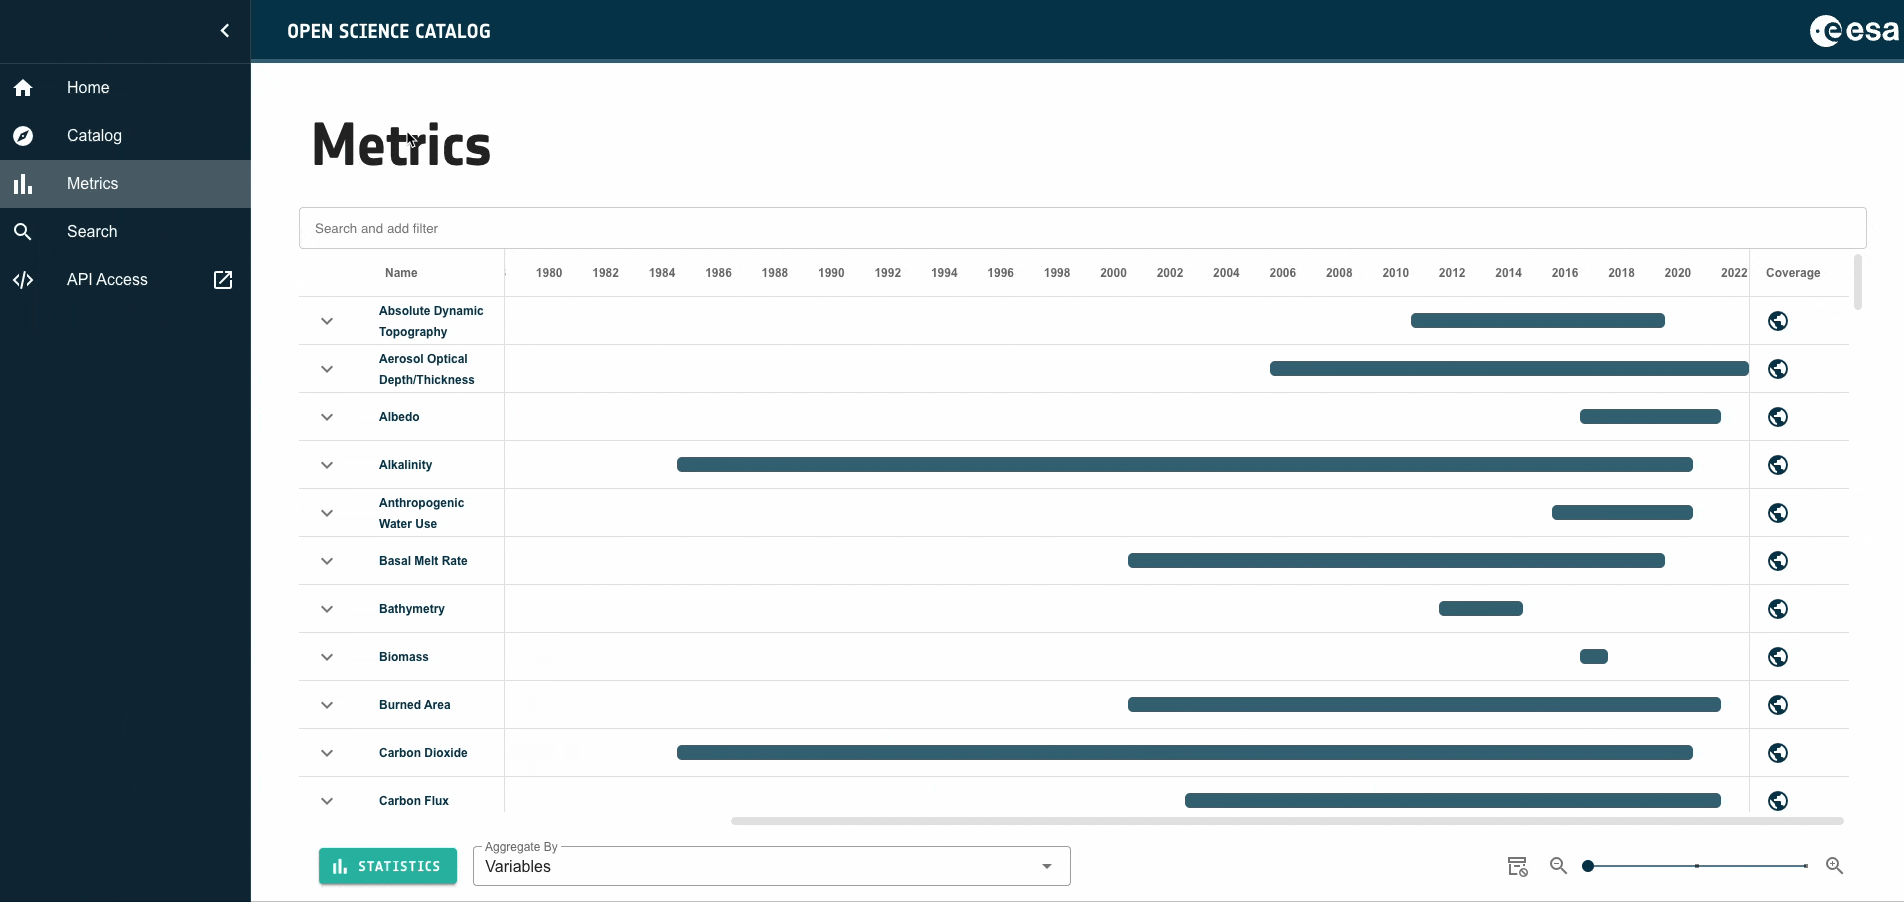 OPEN SCIENCE CATALOG
esa
Home
Catalog
Metrics
Search
API Access
Metrics
Search and add filter
Name 1980 1982 1984 1986 1988 1990 1992 1994 1996 1998 2000 2002 2004 2006 2008 2010 2012 2014 2016 2018 2020 2022 Coverage
Absolute Dynamic
Topography
Aerosol Optical
Depth/Thickness
Albedo
Alkalinity
Anthropogenic
Water Use
Basal Melt Rate
Bathymetry
Biomass
Burned Area
Carbon Dioxide
Carbon Flux
STATISTICS
Aggregate By
Variables